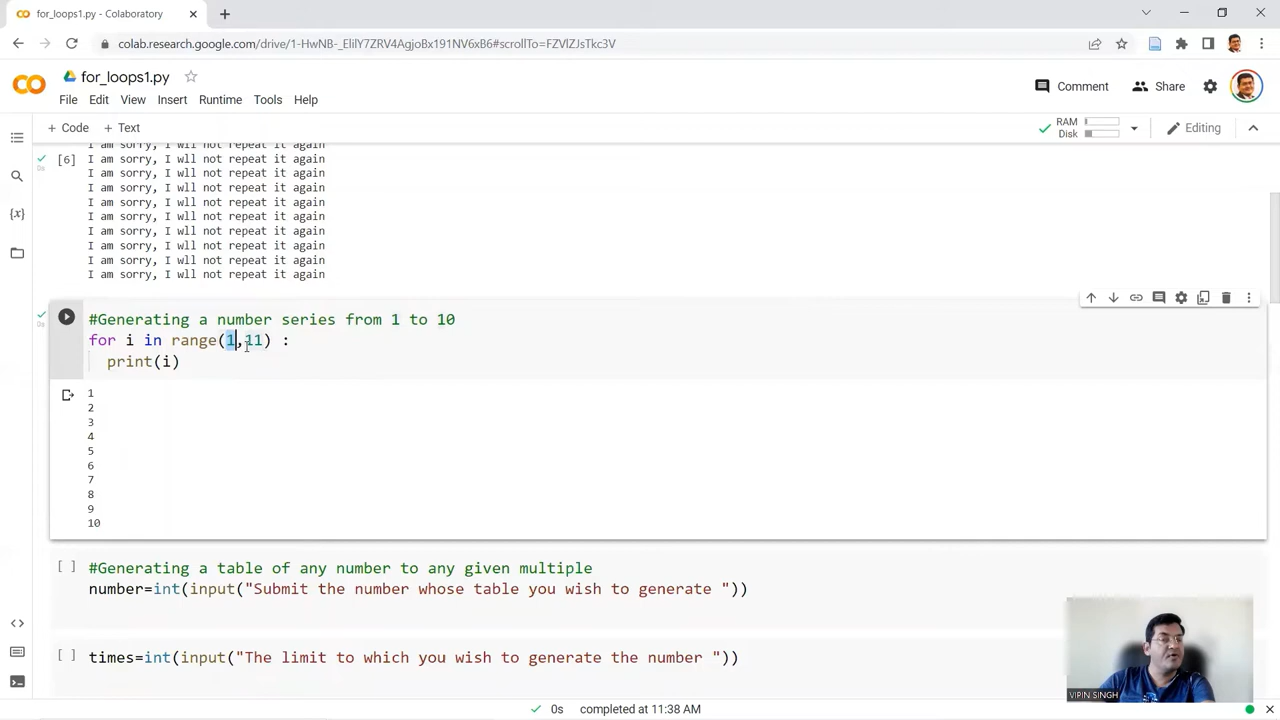 for_loops1.py - Colaboratory
colab.research.google.com/drive/1-HwNB-_ElilY7ZRV4AgjoBx191NV6xB6#scrollTo=FZVlZJsTkc3V
for_loops1.py
Comment
Share
File Edit View Insert Runtime Tools Help
+ Code + Text
RAM
Disk
Editing
I am sorry, I wll not repeat it again
[6] I am sorry, I wll not repeat it again
I am sorry, I wll not repeat it again
I am sorry, I wll not repeat it again
I am sorry, I wll not repeat it again
I am sorry, I wll not repeat it again
I am sorry, I wll not repeat it again
I am sorry, I wll not repeat it again
I am sorry, I wll not repeat it again
I am sorry, I wll not repeat it again
0s
#Generating a number series from 1 to 10
for i in range(1,11) :
print(i)
0s
1
2
3
4
5
6
7
8
9
10
[ ] #Generating a table of any number to any given multiple
number=int(input("Submit the number whose table you wish to generate "))
[ ] times=int(input("The limit to which you wish to generate the number "))
VIPIN SINGH
0s completed at 11:38 AM